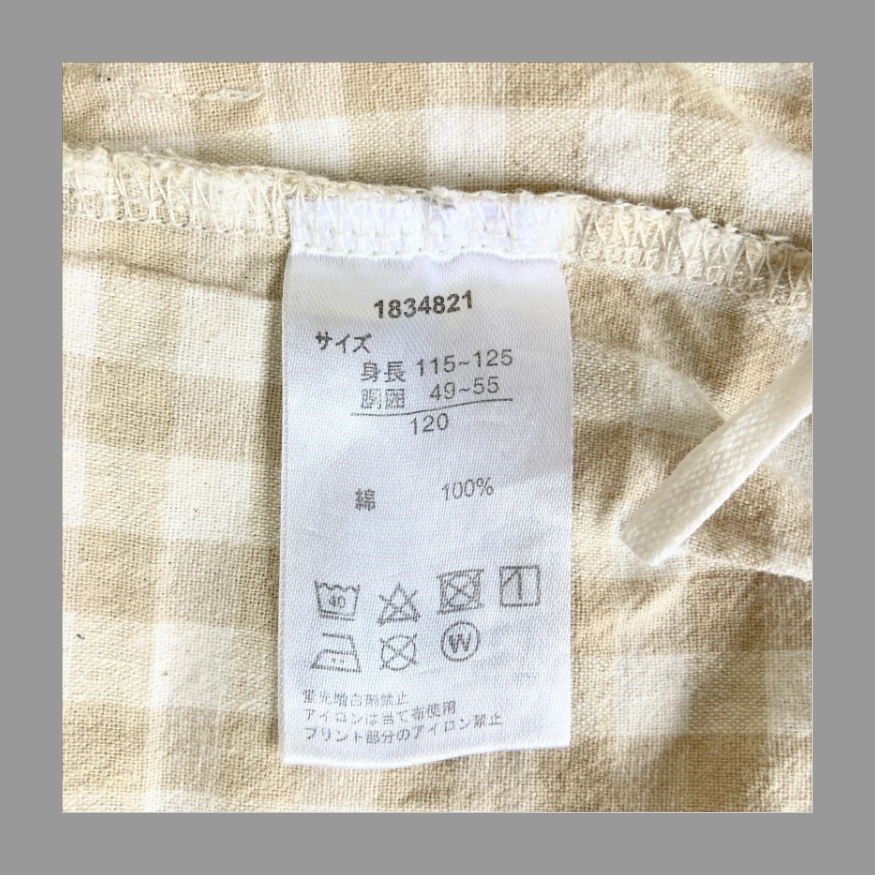 1834821
サイズ
身長 115~125
胴囲 49~55
120
綿 100%
40
W
蛍光増白剤禁止
アイロンは当て布使用
プリント部分のアイロン禁止